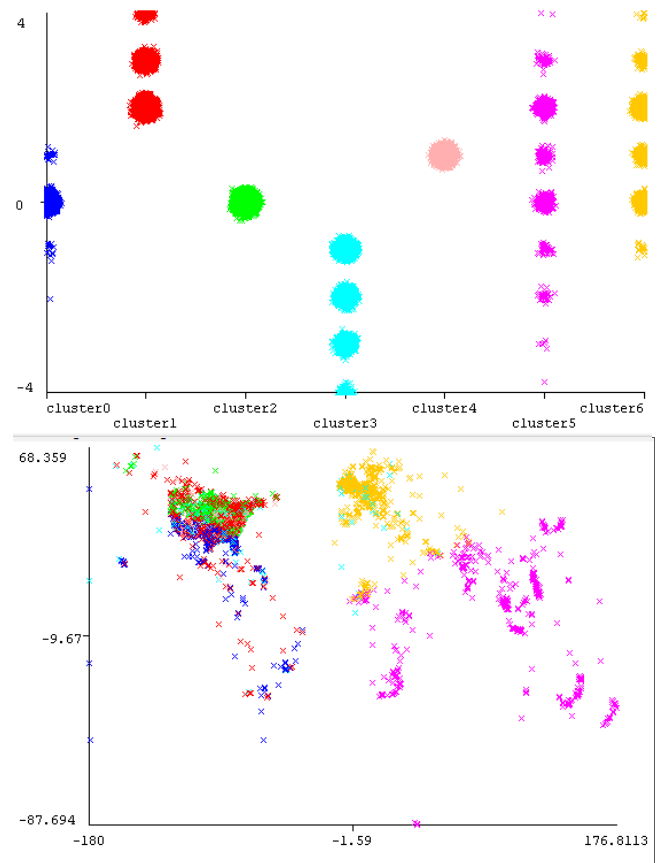 4
0
-4
cluster0 cluster2 cluster4 cluster6
cluster1 cluster3 cluster5
68.359
-9.67
-87.694
-180 -1.59 176.8113